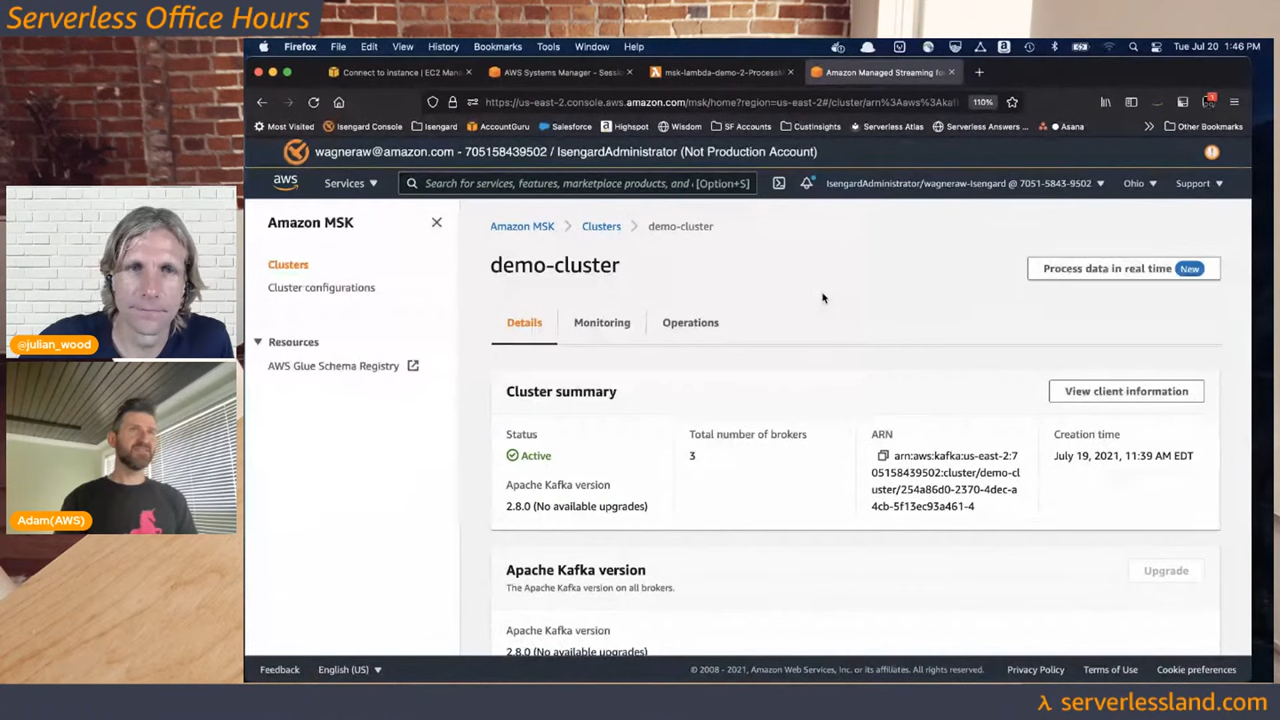 Serverless Office Hours
Firefox File Edit View History Bookmarks Tools Window Help
Tue Jul 20 1:46 PM
Connect to instance | EC2 Man
AWS Systems Manager - Sessi
msk-lambda-demo-2-ProcessM
Amazon Managed Streaming fo
https://us-east-2.console.aws.amazon.com/msk/home?region=us-east-2#/cluster/arn%3Aaws%3Akaf
110%
Most Visited Isengard Console Isengard AccountGuru Salesforce Highspot Wisdom SF Accounts CustInsights Serverless Atlas Serverless Answers ... Asana Other Bookmarks
wagneraw@amazon.com - 705158439502 / IsengardAdministrator (Not Production Account)
aws Services Search for services, features, marketplace products, and [Option+S] IsengardAdministrator/wagneraw-Isengard @ 7051-5843-9502 Ohio Support
Amazon MSK
Clusters
Cluster configurations
Resources
AWS Glue Schema Registry
Amazon MSK Clusters demo-cluster
demo-cluster
Process data in real time New
Details Monitoring Operations
Cluster summary
View client information
Status
Active
Apache Kafka version
2.8.0 (No available upgrades)
Total number of brokers
3
ARN
arn:aws:kafka:us-east-2:7
05158439502:cluster/demo-cl
uster/254a86d0-2370-4dec-a
4cb-5f13ec93a461-4
Creation time
July 19, 2021, 11:39 AM EDT
Apache Kafka version
The Apache Kafka version on all brokers.
Upgrade
Apache Kafka version
2.8.0 (No available upgrades)
Feedback English (US) © 2008 - 2021, Amazon Web Services, Inc. or its affiliates. All rights reserved. Privacy Policy Terms of Use Cookie preferences
@julian_wood
Adam(AWS)
λ serverlessland.com